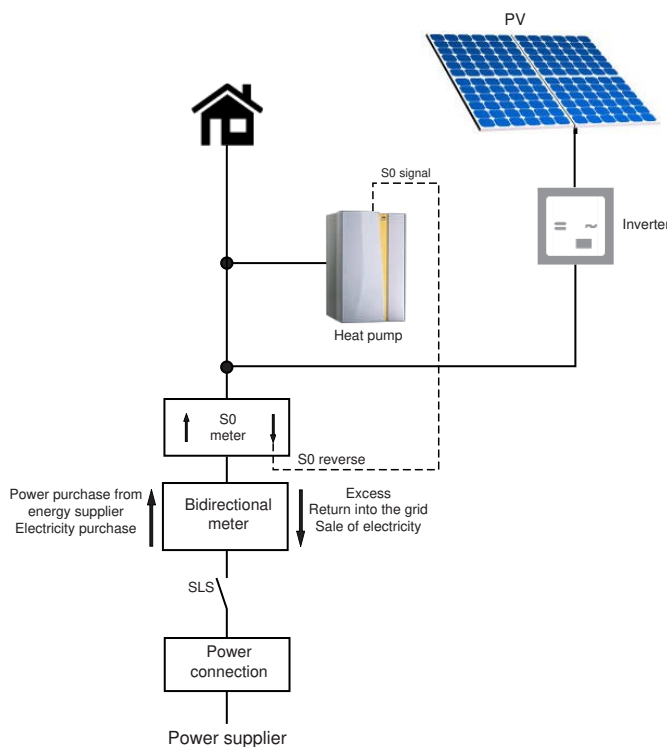 PV
S0 signal
Inverter
Heat pump
S0
meter
S0 reverse
Power purchase from
energy supplier
Electricity purchase
Bidirectional
meter
Excess
Return into the grid
Sale of electricity
SLS
Power
connection
Power supplier